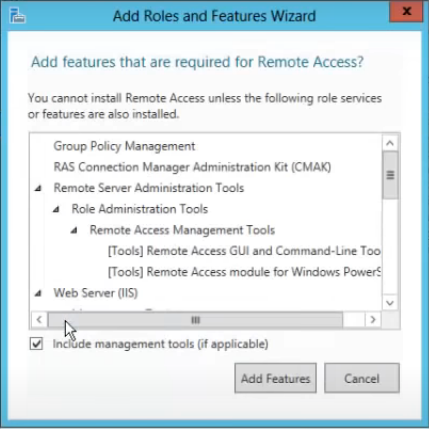 Add Roles and Features Wizard
Add features that are required for Remote Access?
You cannot install Remote Access unless the following role services
or features are also installed.
Group Policy Management
RAS Connection Manager Administration Kit (CMAK)
Remote Server Administration Tools
Role Administration Tools
Remote Access Management Tools
[Tools] Remote Access GUI and Command-Line Too
[Tools] Remote Access module for Windows PowerS
Web Server (IIS)
Include management tools (if applicable)
Add Features
Cancel